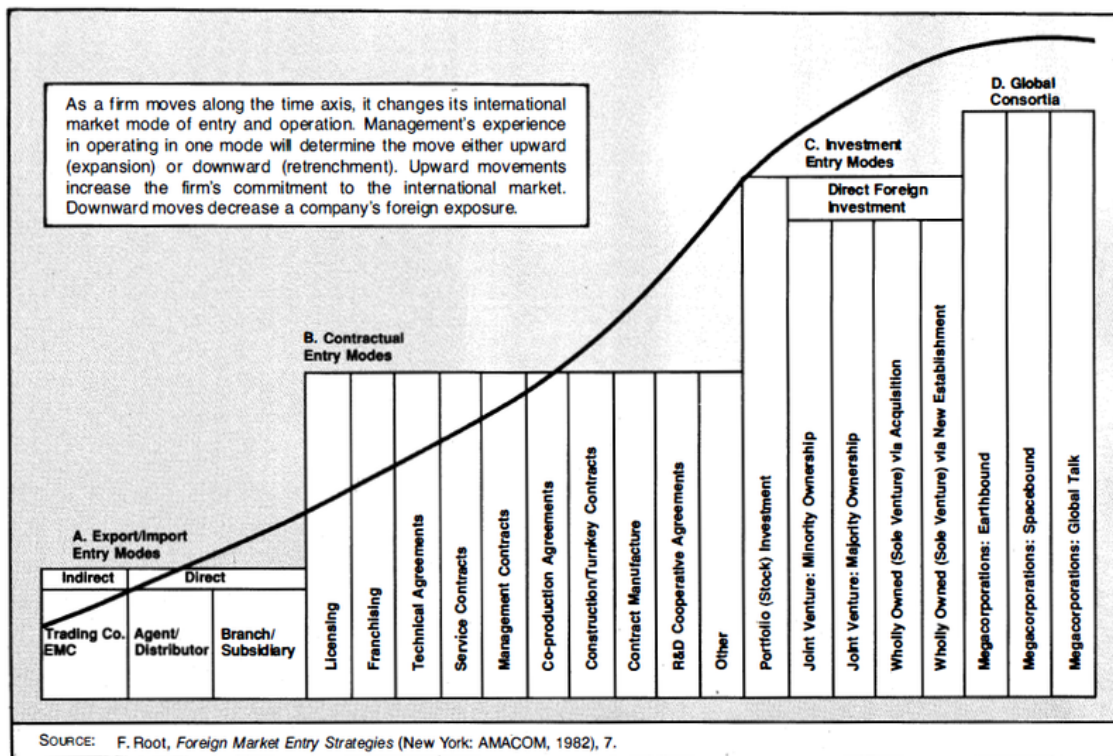 As a firm moves along the time axis, it changes its international
market mode of entry and operation. Management's experience
in operating in one mode will determine the move either upward
(expansion) or downward (retrenchment). Upward movements
increase the firm's commitment to the international market.
Downward moves decrease a company's foreign exposure.
D. Global
Consortia
C. Investment
Entry Modes
Direct Foreign
Investment
B. Contractual
Entry Modes
A. Export/Import
Entry Modes
Indirect
Direct
Trading Co.
EMC
Agent/
Distributor
Branch/
Subsidiary
Licensing
Franchising
Technical Agreements
Service Contracts
Management Contracts
Co-production Agreements
Construction/Turnkey Contracts
Contract Manufacture
R&D Cooperative Agreements
Other
Portfolio (Stock) Investment
Joint Venture: Minority Ownership
Joint Venture: Majority Ownership
Wholly Owned (Sole Venture) via Acquisition
Wholly Owned (Sole Venture) via New Establishment
Megacorporations: Earthbound
Megacorporations: Spacebound
Megacorporations: Global Talk
SOURCE: F. Root, Foreign Market Entry Strategies (New York: AMACOM, 1982), 7.